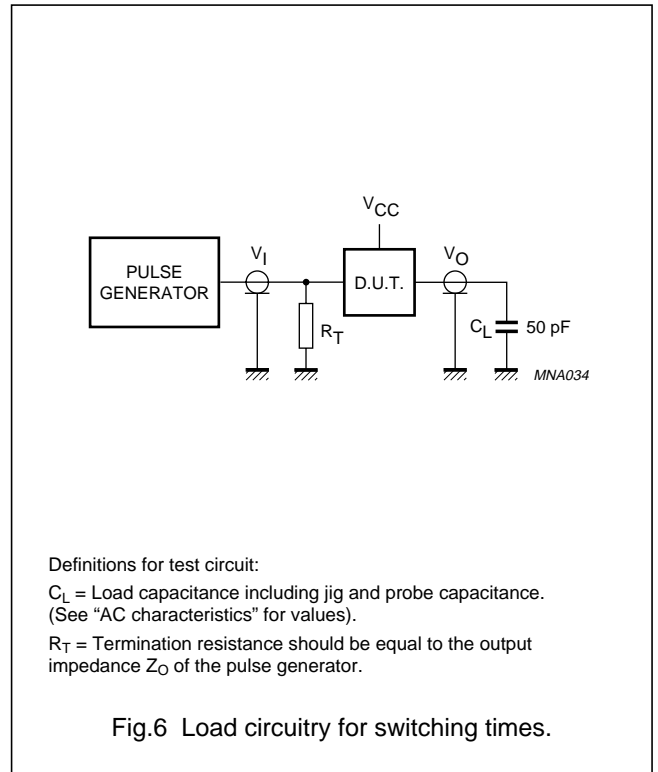 V_CC
PULSE
GENERATOR
V_I
D.U.T.
V_O
R_T
C_L
50 pF
MNA034
Definitions for test circuit:
C_L = Load capacitance including jig and probe capacitance.
(See “AC characteristics” for values).
R_T = Termination resistance should be equal to the output
impedance Z_O of the pulse generator.
Fig.6 Load circuitry for switching times.